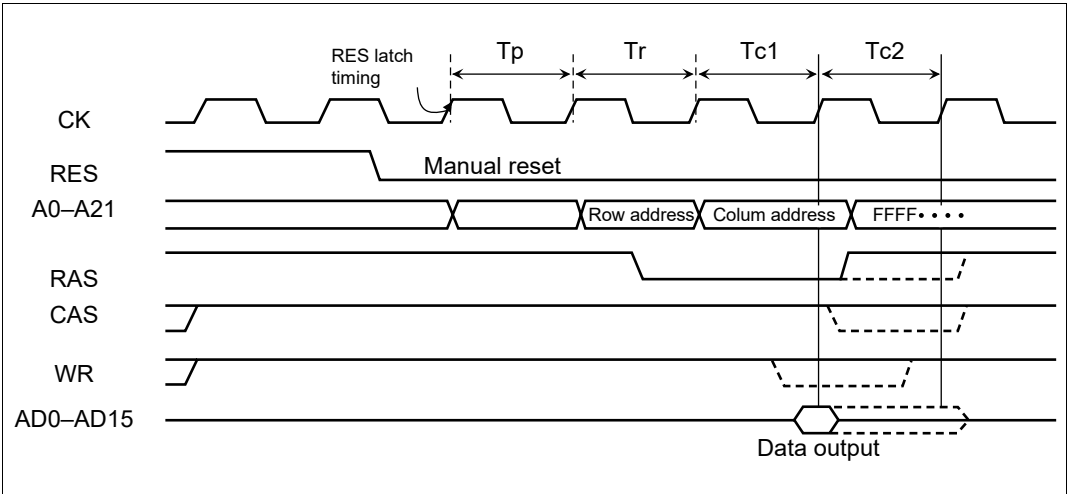 RES latch
timing
Tp
Tr
Tc1
Tc2
CK
RES
Manual reset
A0–A21
Row address
Colum address
FFFF····
RAS
CAS
WR
AD0–AD15
Data output